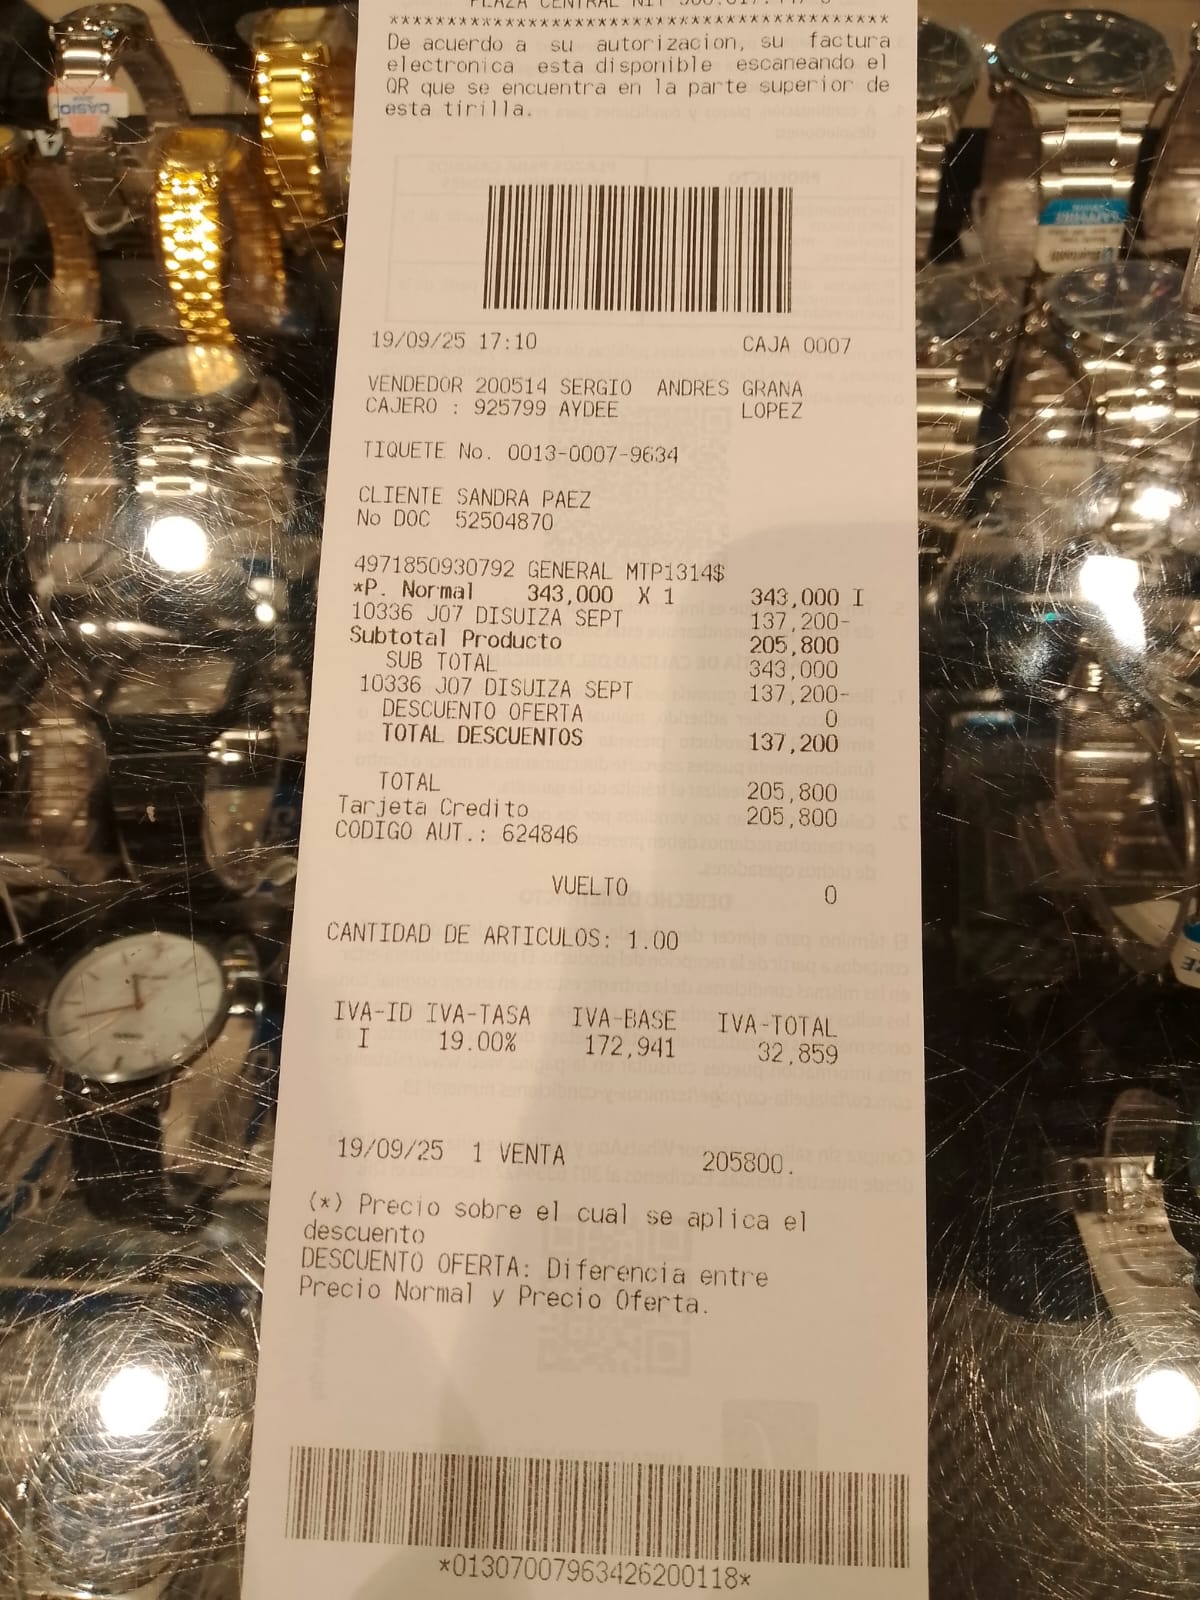 PLAZA CENTRAL NIT
*****************************************
De acuerdo a su autorizacion, su factura
electronica esta disponible escaneando el
QR que se encuentra en la parte superior de
esta tirilla.
19/09/25 17:10 CAJA 0007
VENDEDOR 200514 SERGIO ANDRES GRANA
CAJERO : 925799 AYDEE LOPEZ
TIQUETE No. 0013-0007-9634
CLIENTE SANDRA PAEZ
No DOC 52504870
4971850930792 GENERAL MTP1314$
*P. Normal 343,000 X 1 343,000 I
10336 J07 DISUIZA SEPT 137,200-
Subtotal Producto 205,800
SUB TOTAL 343,000
10336 J07 DISUIZA SEPT 137,200-
DESCUENTO OFERTA 0
TOTAL DESCUENTOS 137,200
TOTAL 205,800
Tarjeta Credito 205,800
CODIGO AUT.: 624846
VUELTO 0
CANTIDAD DE ARTICULOS: 1.00
IVA-ID IVA-TASA IVA-BASE IVA-TOTAL
I 19.00% 172,941 32,859
19/09/25 1 VENTA 205800.
(*) Precio sobre el cual se aplica el
descuento
DESCUENTO OFERTA: Diferencia entre
Precio Normal y Precio Oferta.
*01307007963426200118*
CASIO